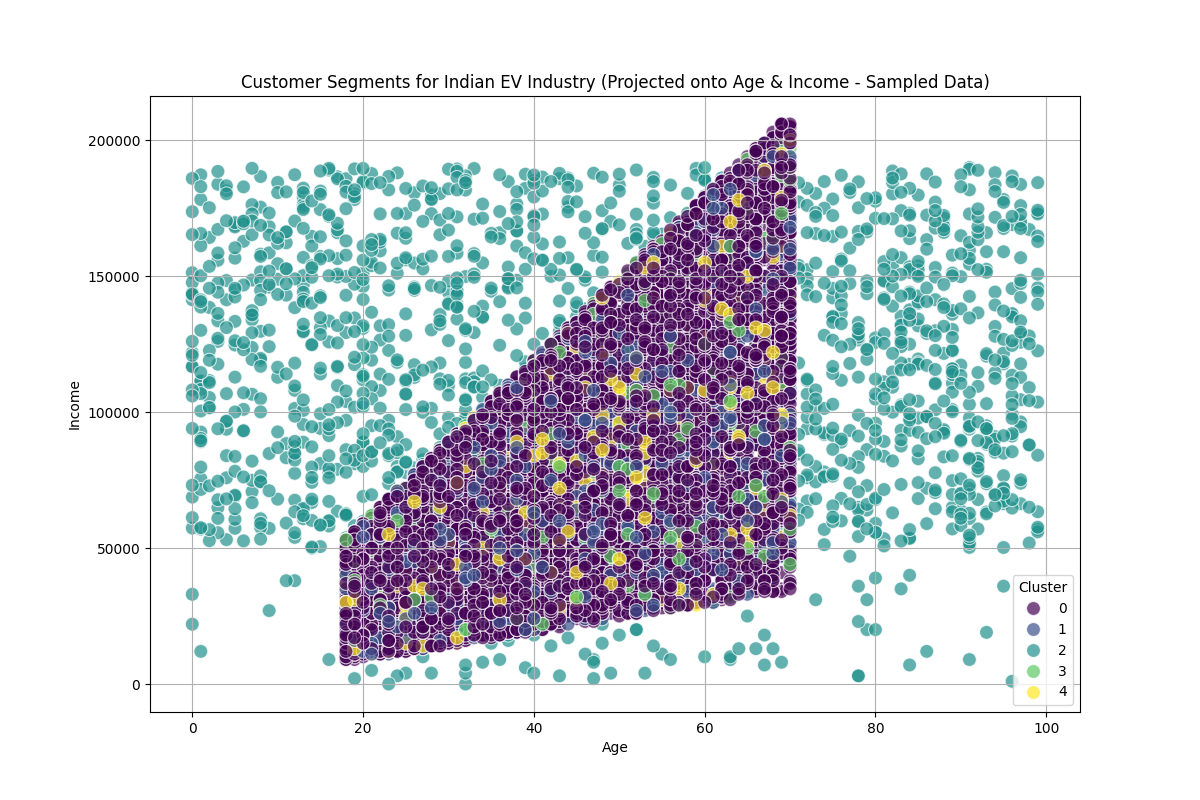 Customer Segments for Indian EV Industry (Projected onto Age & Income - Sampled Data)
200000
150000
100000
50000
0
Income
0 20 40 60 80 100
Age
Cluster
0
1
2
3
4